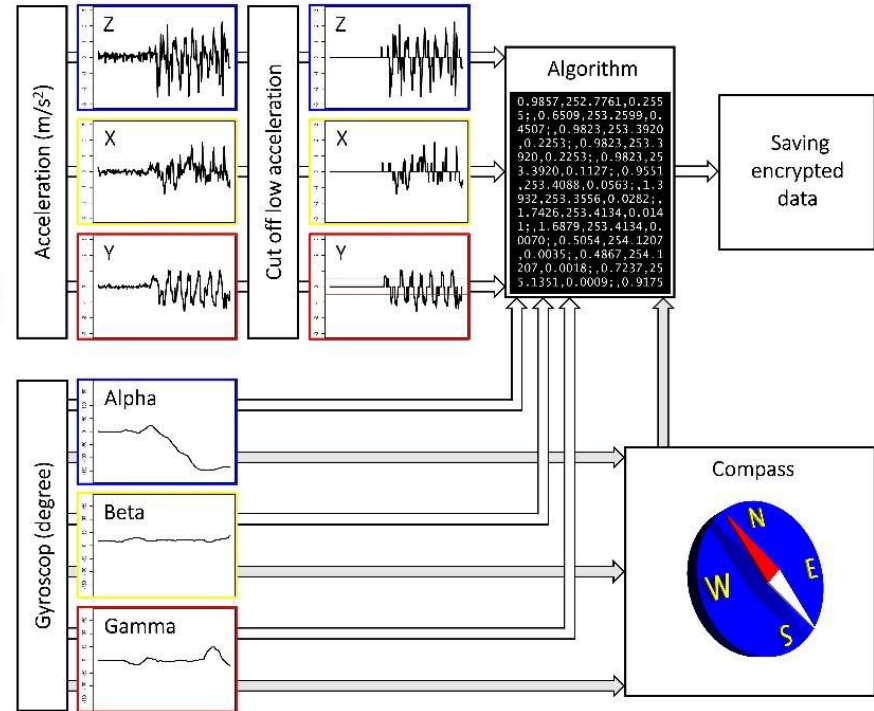 Acceleration (m/s²)
Z
X
Y
Cut off low acceleration
Z
X
Y
Algorithm
0.9857,252.7761,0.255
5;,0.6509,253.2599,0.
4507;,0.9823,253.3920
,0.2253;,0.9823,253.3
920,0.2253;,0.9823,25
3.3920,0.1127;,0.9551
,253.4088,0.0563;,1.3
932,253.3556,0.0282;,
1.7426,253.4134,0.014
1;,1.6879,253.4134,0.
0070;,0.5054,254.1207
,0.0035;,0.4867,254.1
207,0.0018;,0.7237,25
5.1351,0.0009;,0.9175
Saving
encrypted
data
Gyroscop (degree)
Alpha
Beta
Gamma
Compass
N
E
W
S